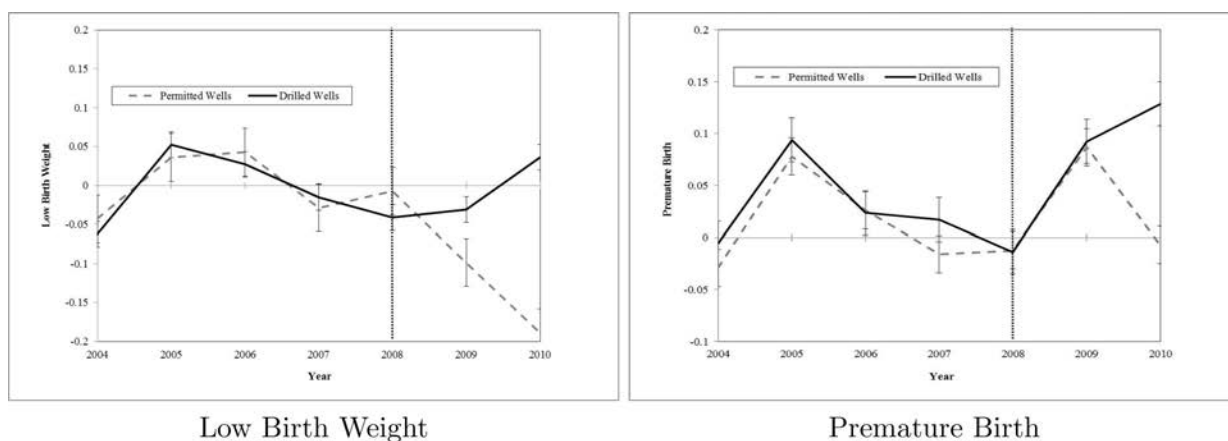 0.2
0.15
0.1
0.05
0
-0.05
-0.1
-0.15
-0.2
Low Birth Weight
Permitted Wells Drilled Wells
2004 2005 2006 2007 2008 2009 2010
Year
0.2
0.15
0.1
0.05
0
-0.05
-0.1
Premature Birth
Permitted Wells Drilled Wells
2004 2005 2006 2007 2008 2009 2010
Year
Low Birth Weight
Premature Birth